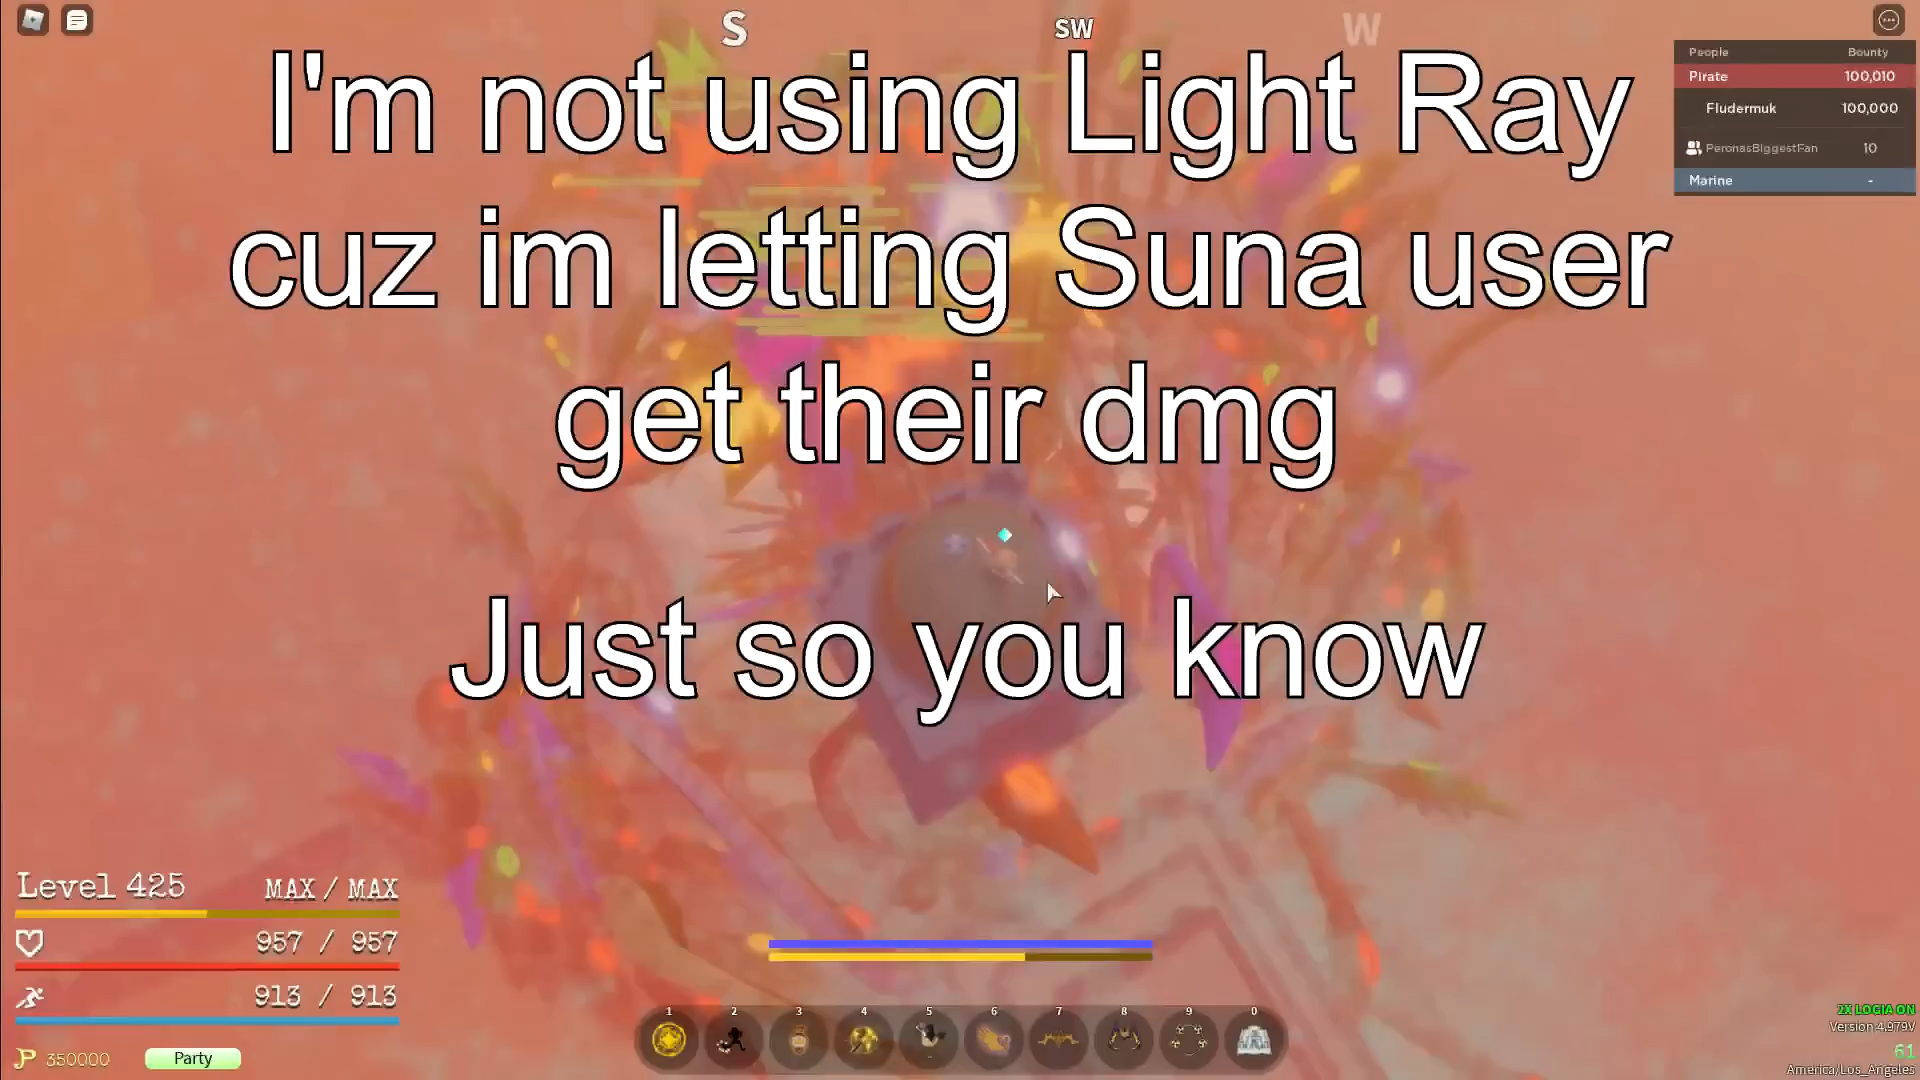 S
SW
W
I'm not using Light Ray
cuz im letting Suna user
get their dmg
Just so you know
People Bounty
Pirate 100,010
Fludermuk 100,000
PeronasBiggestFan 10
Marine -
Level 425 MAX / MAX
957 / 957
913 / 913
350000
Party
1 2 3 4 5 6 7 8 9 0
2X LOGIA ON
Version 4.979V
61
America/Los_Angeles